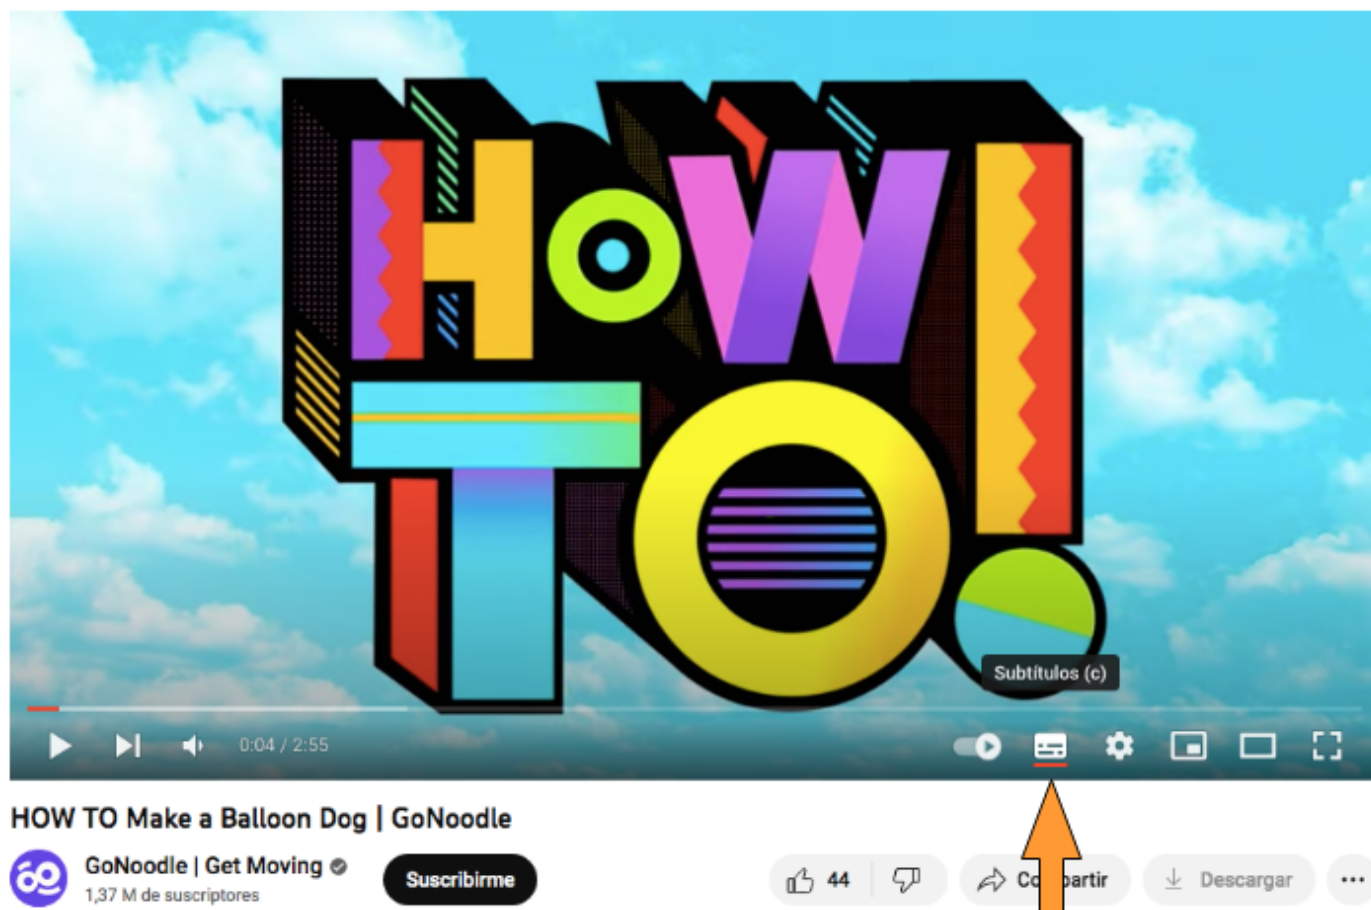 HOW
TO!
Subtítulos (c)
0:04 / 2:55
HOW TO Make a Balloon Dog | GoNoodle
GoNoodle | Get Moving
1,37 M de suscriptores
Suscribirme
44
Compartir
Descargar